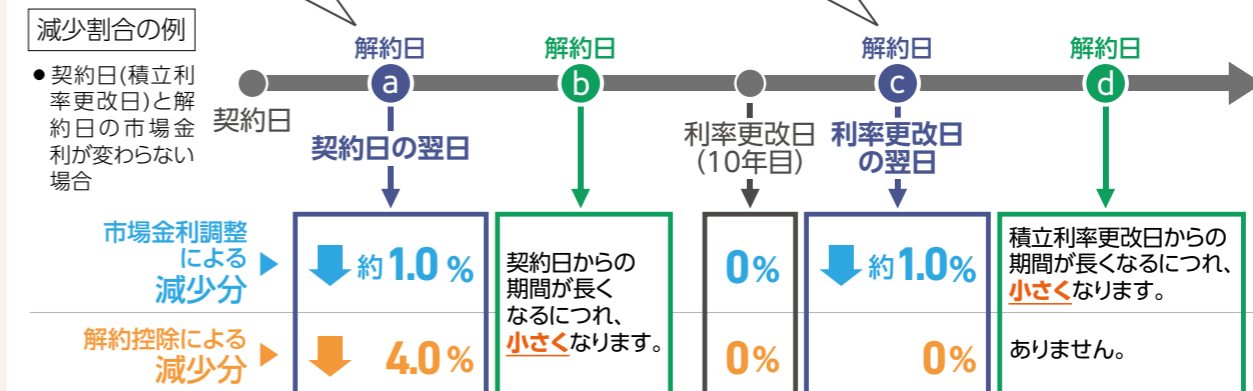 減少割合の例
●契約日(積立利
率更改日)と解
約日の市場金
利が変わらない
場合
解約日
解約日
解約日
解約日
a
b
c
d
契約日
契約日の翌日
利率更改日
(10年目)
利率更改日
の翌日
市場金利調整
による
減少分
約1.0%
契約日からの
期間が長く
なるにつれ、
小さくなります。
0%
約1.0%
積立利率更改日からの
期間が長くなるにつれ、
小さくなります。
解約控除による
減少分
4.0%
0%
0%
ありません。